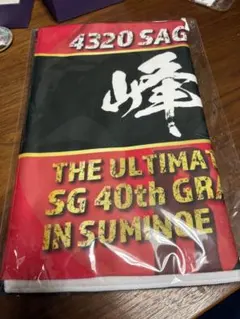 4320 SAG
峰
THE ULTIMAT
SG 40th GRA
IN SUMINOE